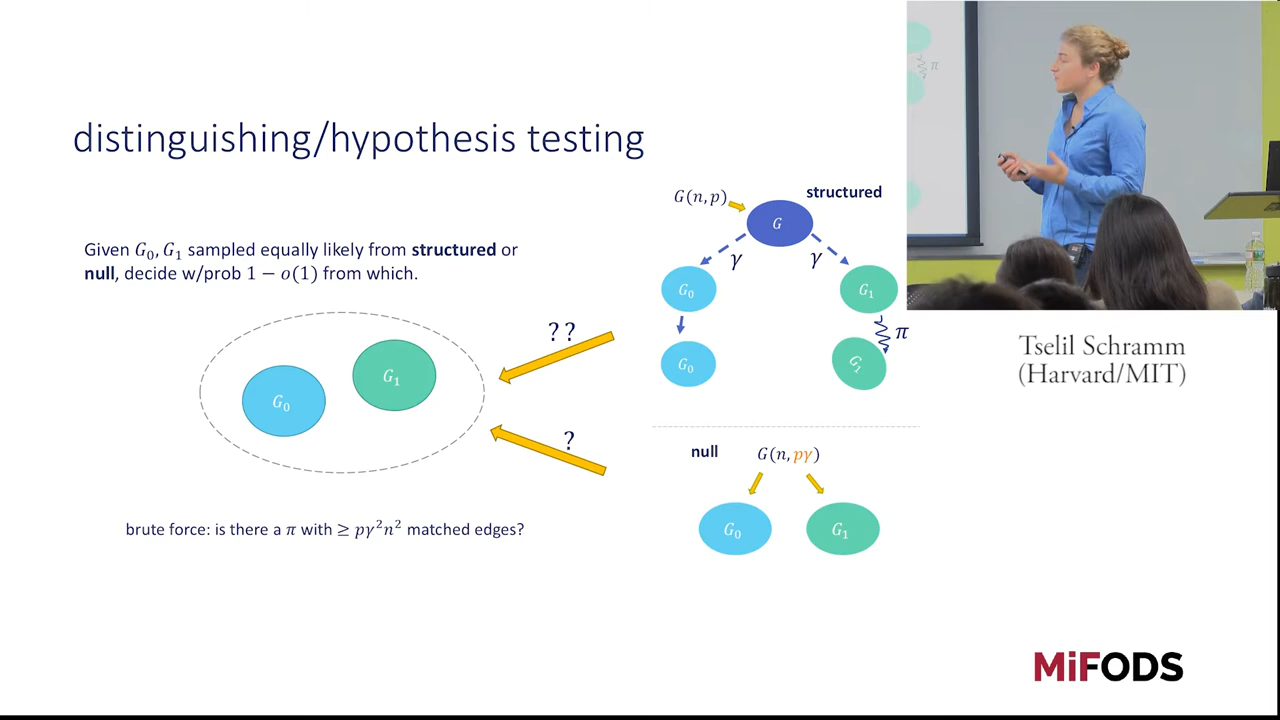 distinguishing/hypothesis testing
Given G₀, G₁ sampled equally likely from structured or
null, decide w/prob 1 − o(1) from which.
G₀
G₁
? ?
?
brute force: is there a π with ≥ pγ²n² matched edges?
G(n, p)
structured
G
γ
γ
G₀
G₁
π
G₀
G₁
null
G(n, pγ)
G₀
G₁
π
Tselil Schramm
(Harvard/MIT)
MiFODS